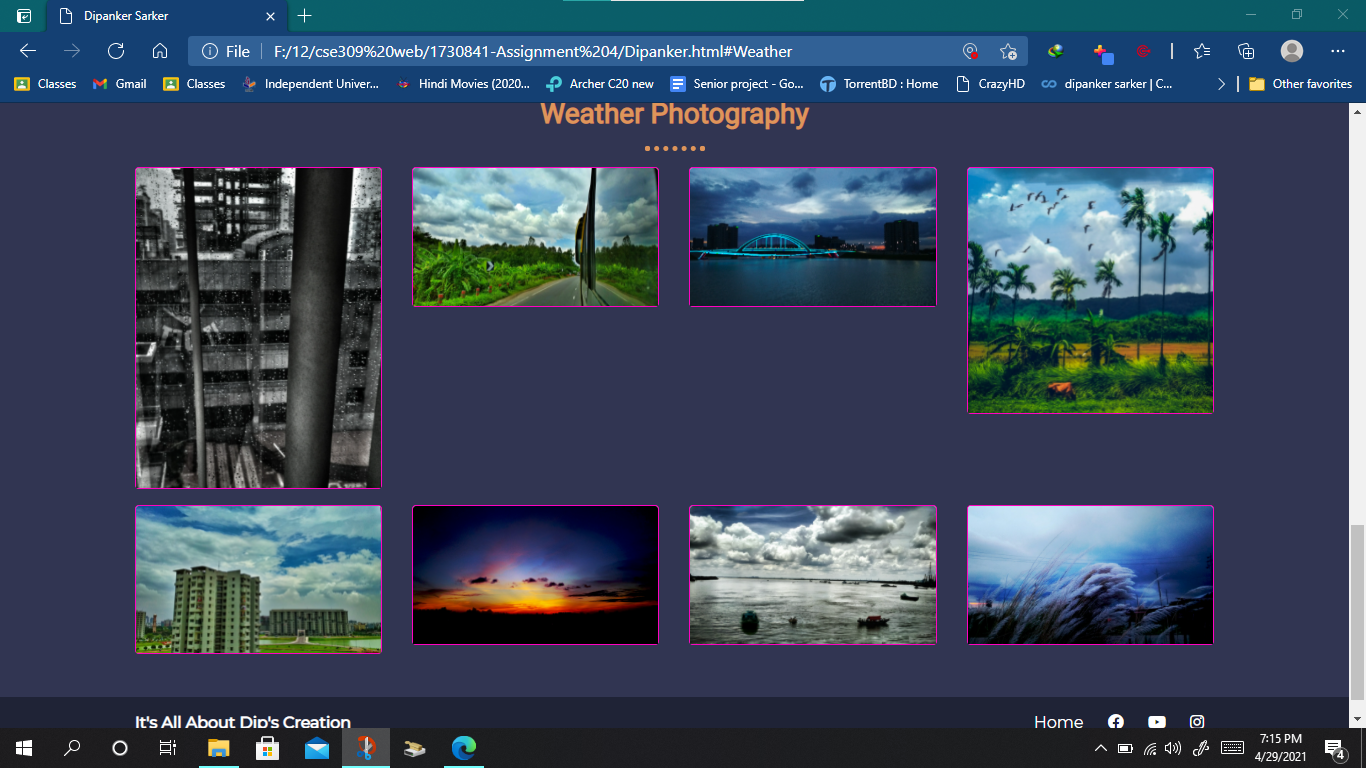 Dipanker Sarker
File F:/12/cse309%20web/1730841-Assignment%204/Dipanker.html#Weather
Classes Gmail Classes Independent Univer... Hindi Movies (2020... Archer C20 new Senior project - Go... TorrentBD : Home CrazyHD dipanker sarker | C... Other favorites
Weather Photography
It's All About Dip's Creation Home
7:15 PM
4/29/2021
4